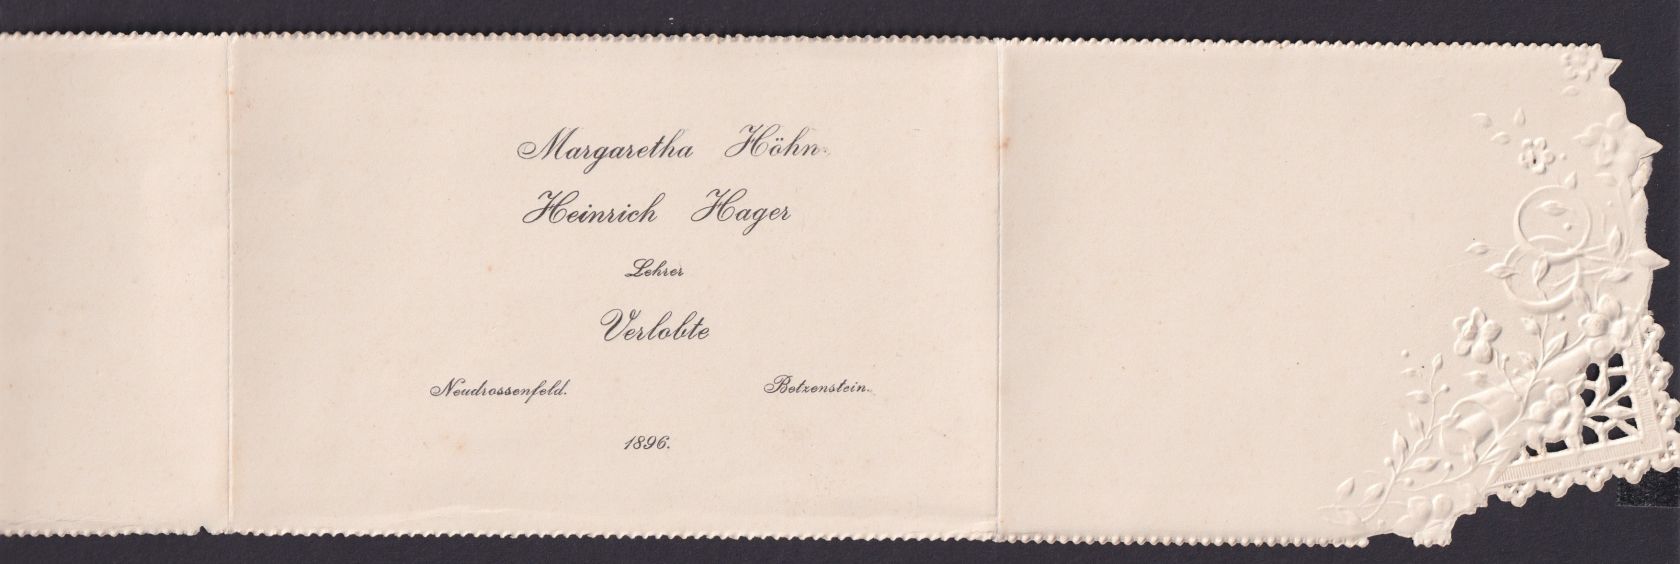 Margaretha Höhn
Heinrich Hager
Lehrer
Verlobte
Neudrossenfeld. Betzenstein.
1896.